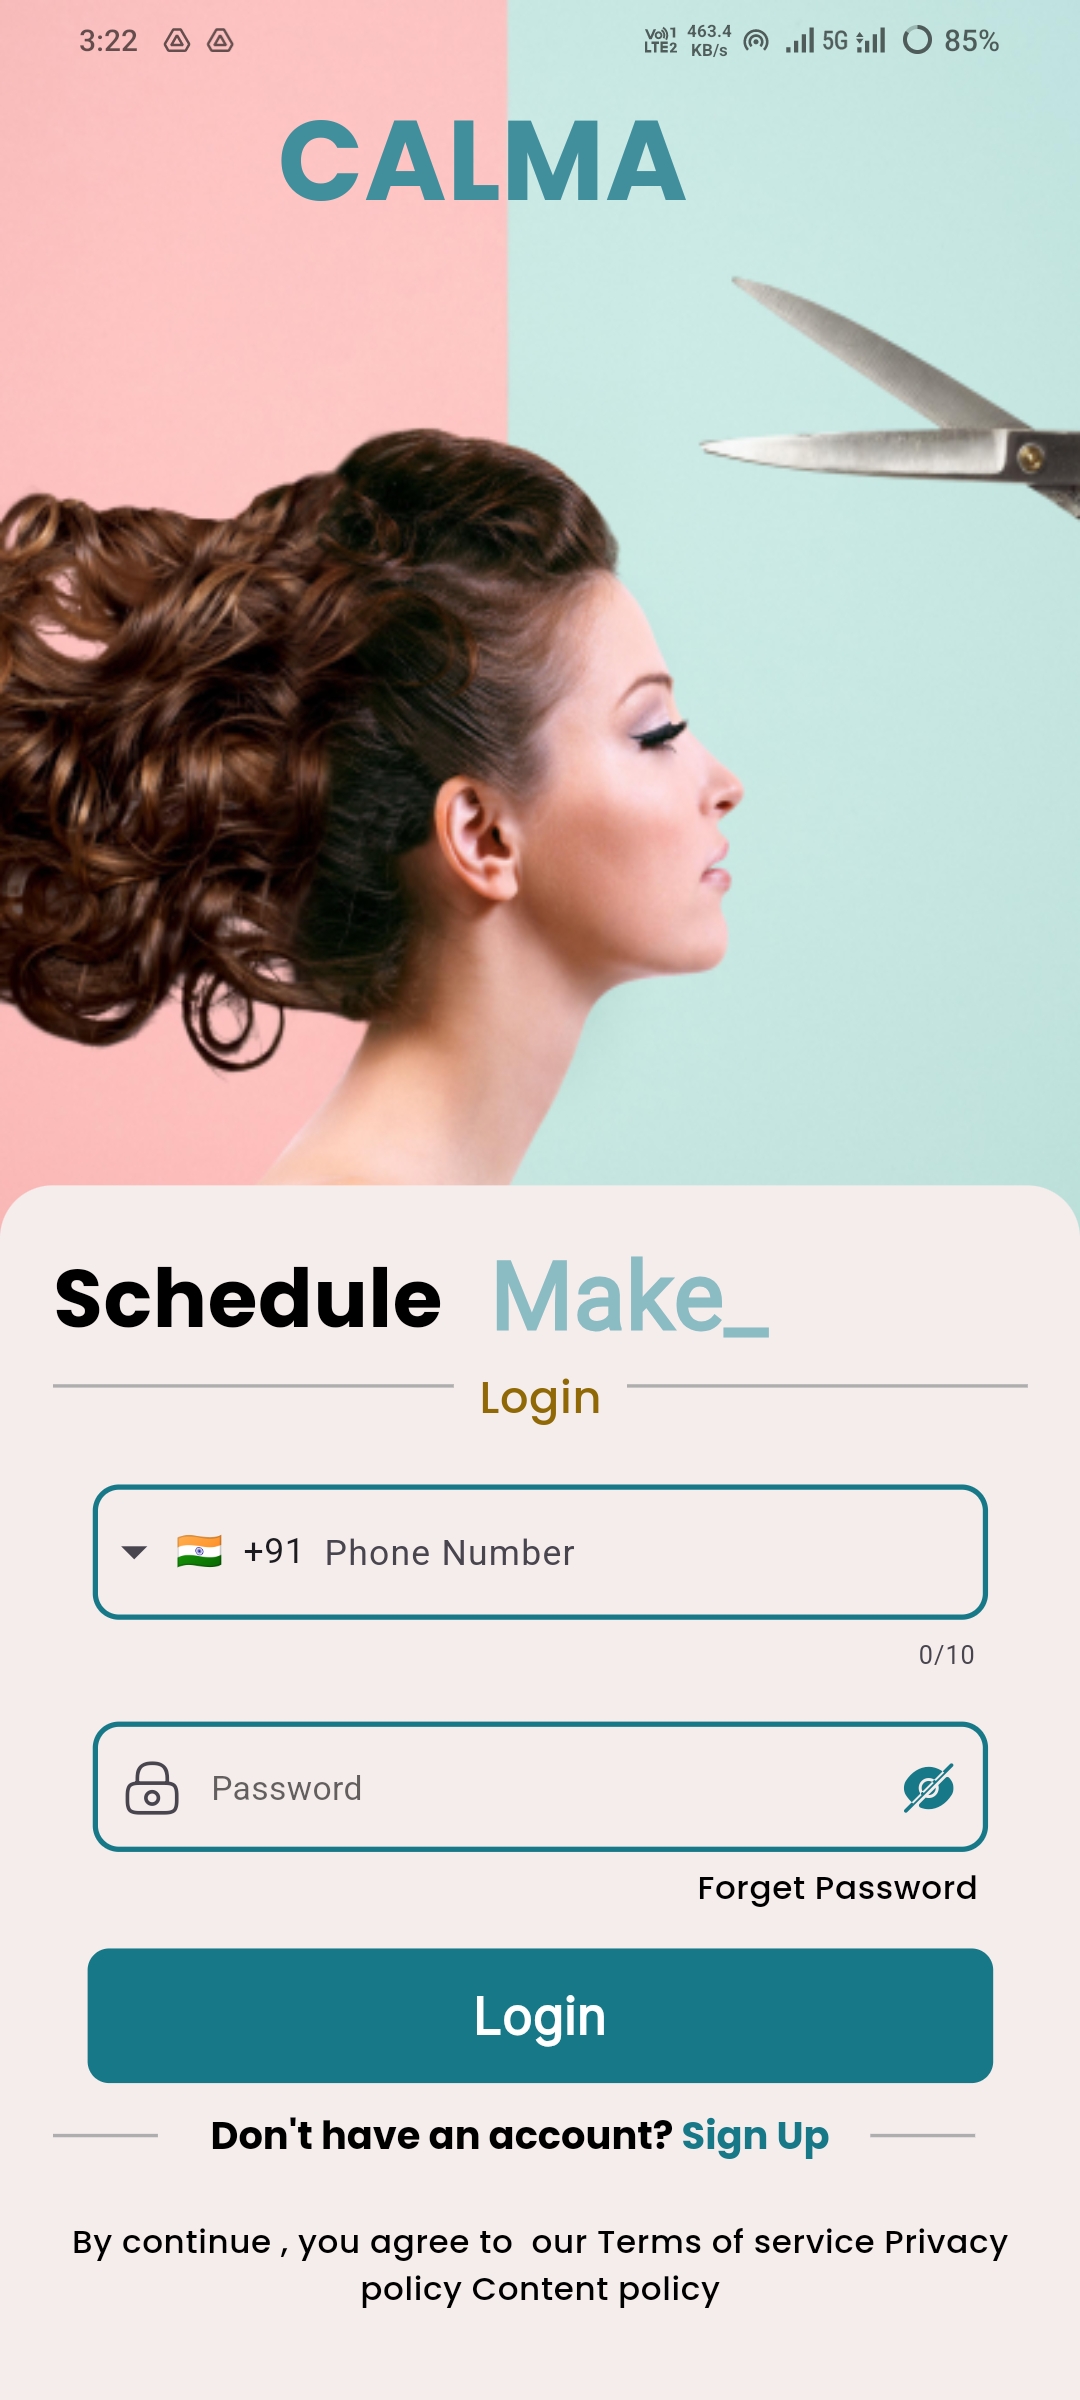 3:22 Vo)) 1 LTE2 463.4 KB/s 5G 85%
CALMA
Schedule Make_
Login
+91 Phone Number
0/10
Password
Forget Password
Login
Don't have an account? Sign Up
By continue , you agree to  our Terms of service Privacy
policy Content policy